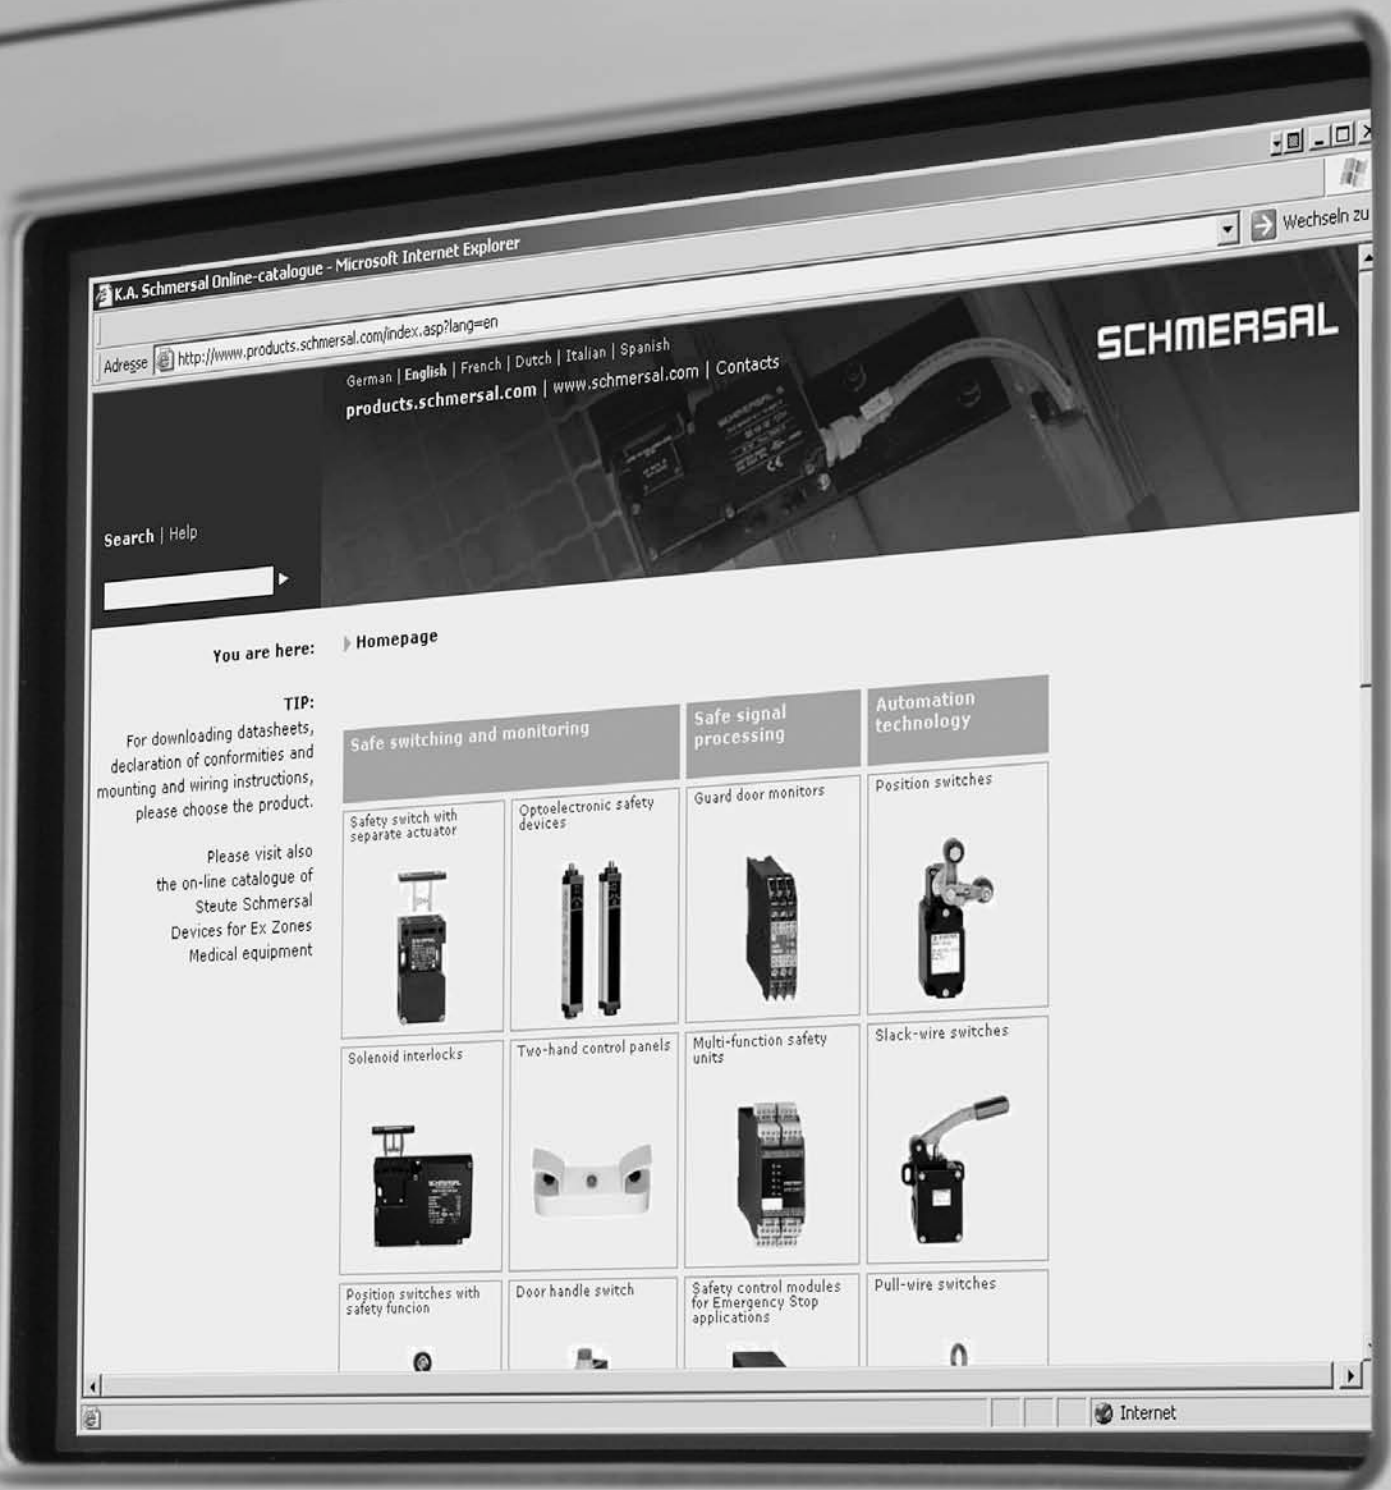 K.A. Schmersal Online-catalogue - Microsoft Internet Explorer
Wechseln zu
Adresse http://www.products.schmersal.com/index.asp?lang=en
German | English | French | Dutch | Italian | Spanish
products.schmersal.com | www.schmersal.com | Contacts
SCHMERSAL
SCHMERSAL
Search | Help
You are here:
Homepage
TIP:
For downloading datasheets,
declaration of conformities and
mounting and wiring instructions,
please choose the product.
Please visit also
the on-line catalogue of
Steute Schmersal
Devices for Ex Zones
Medical equipment
Safe switching and monitoring
Safe signal
processing
Automation
technology
Safety switch with
separate actuator
Optoelectronic safety
devices
Guard door monitors
Position switches
Solenoid interlocks
Two-hand control panels
Multi-function safety
units
Slack-wire switches
SCHMERSAL
Position switches with
safety funcion
Door handle switch
Safety control modules
for Emergency Stop
applications
Pull-wire switches
Internet